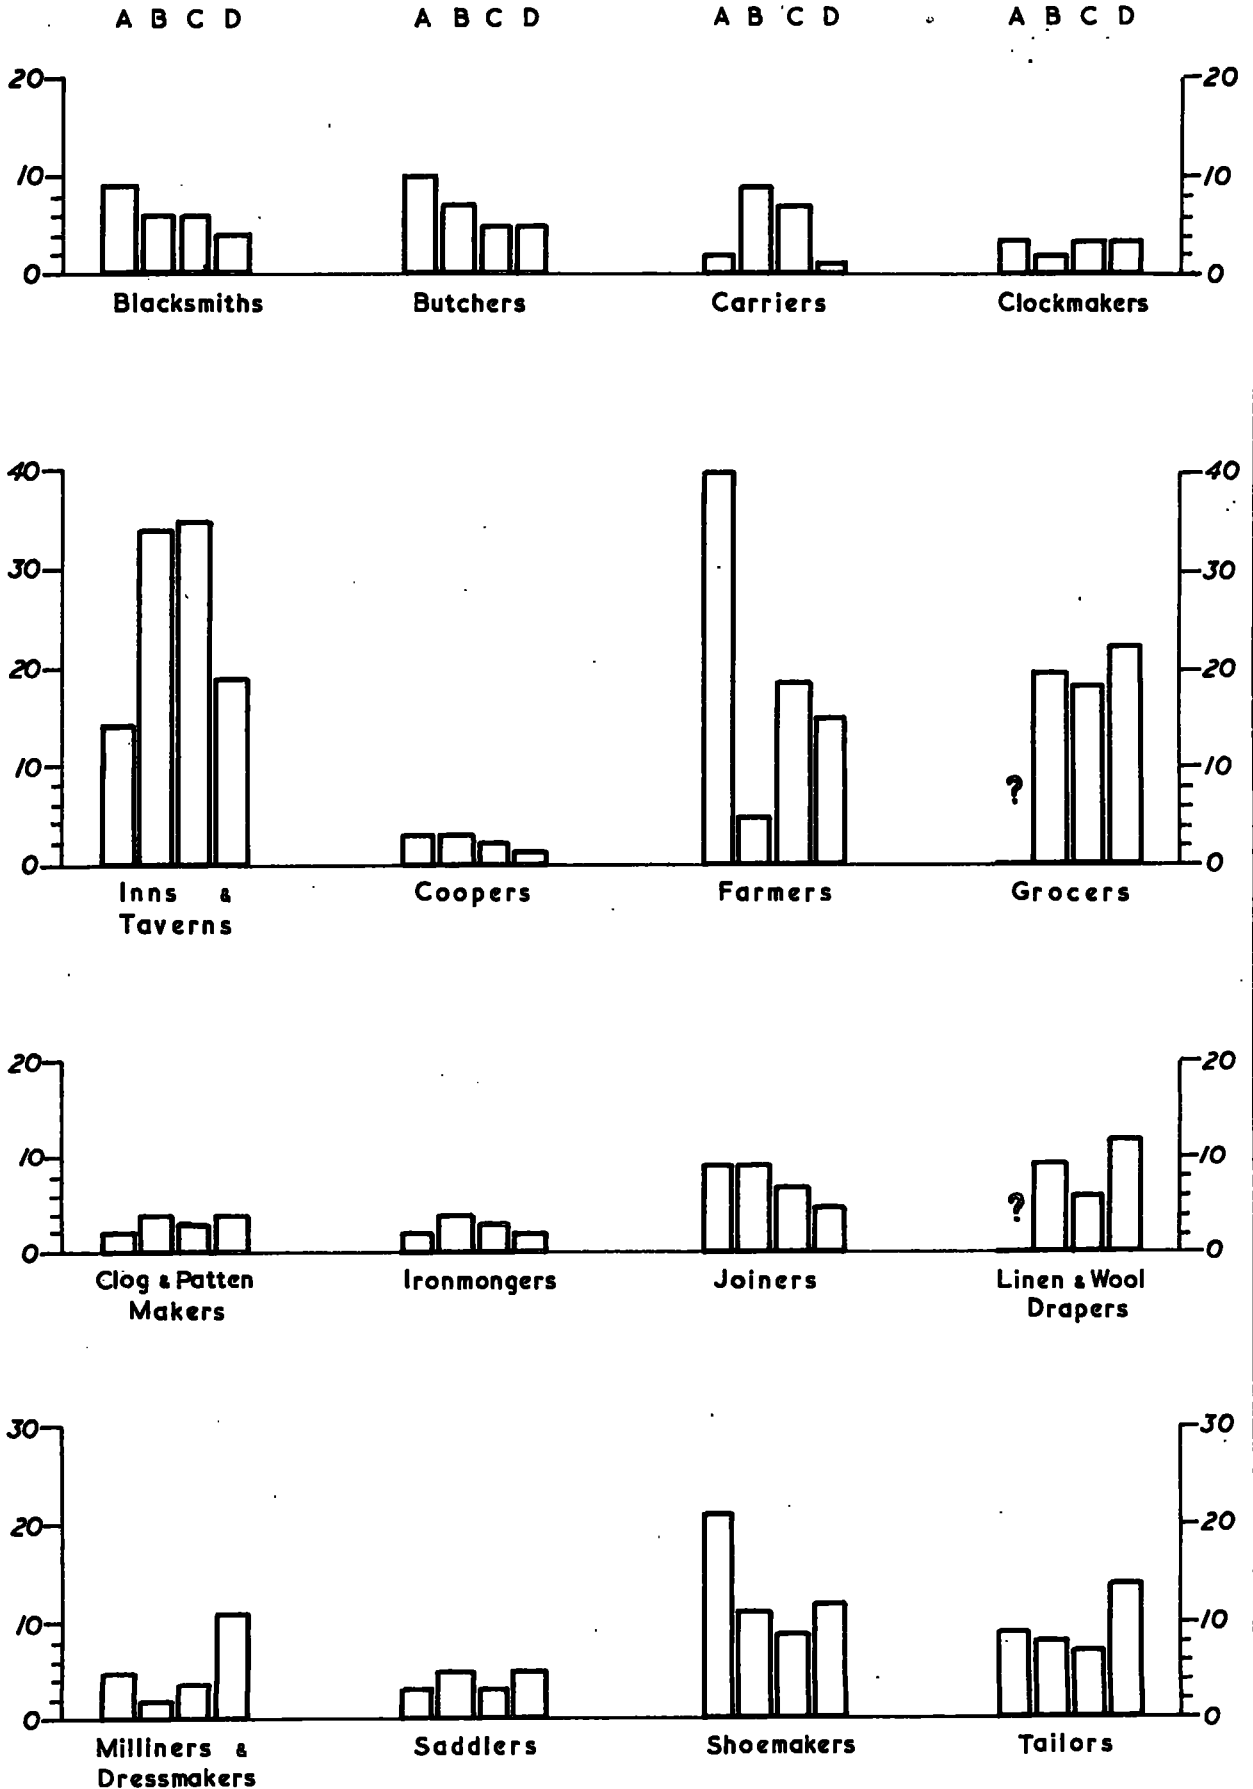 A B C D A B C D A B C D A B C D
20 20
10 10
0 0
Blacksmiths Butchers Carriers Clockmakers
40 40
30 30
20 20
10 10
?
0 0
Inns & Coopers Farmers Grocers
Taverns
20 20
10 10
?
0 0
Clog & Patten Ironmongers Joiners Linen & Wool
Makers Drapers
30 30
20 20
10 10
0 0
Milliners & Saddlers Shoemakers Tailors
Dressmakers